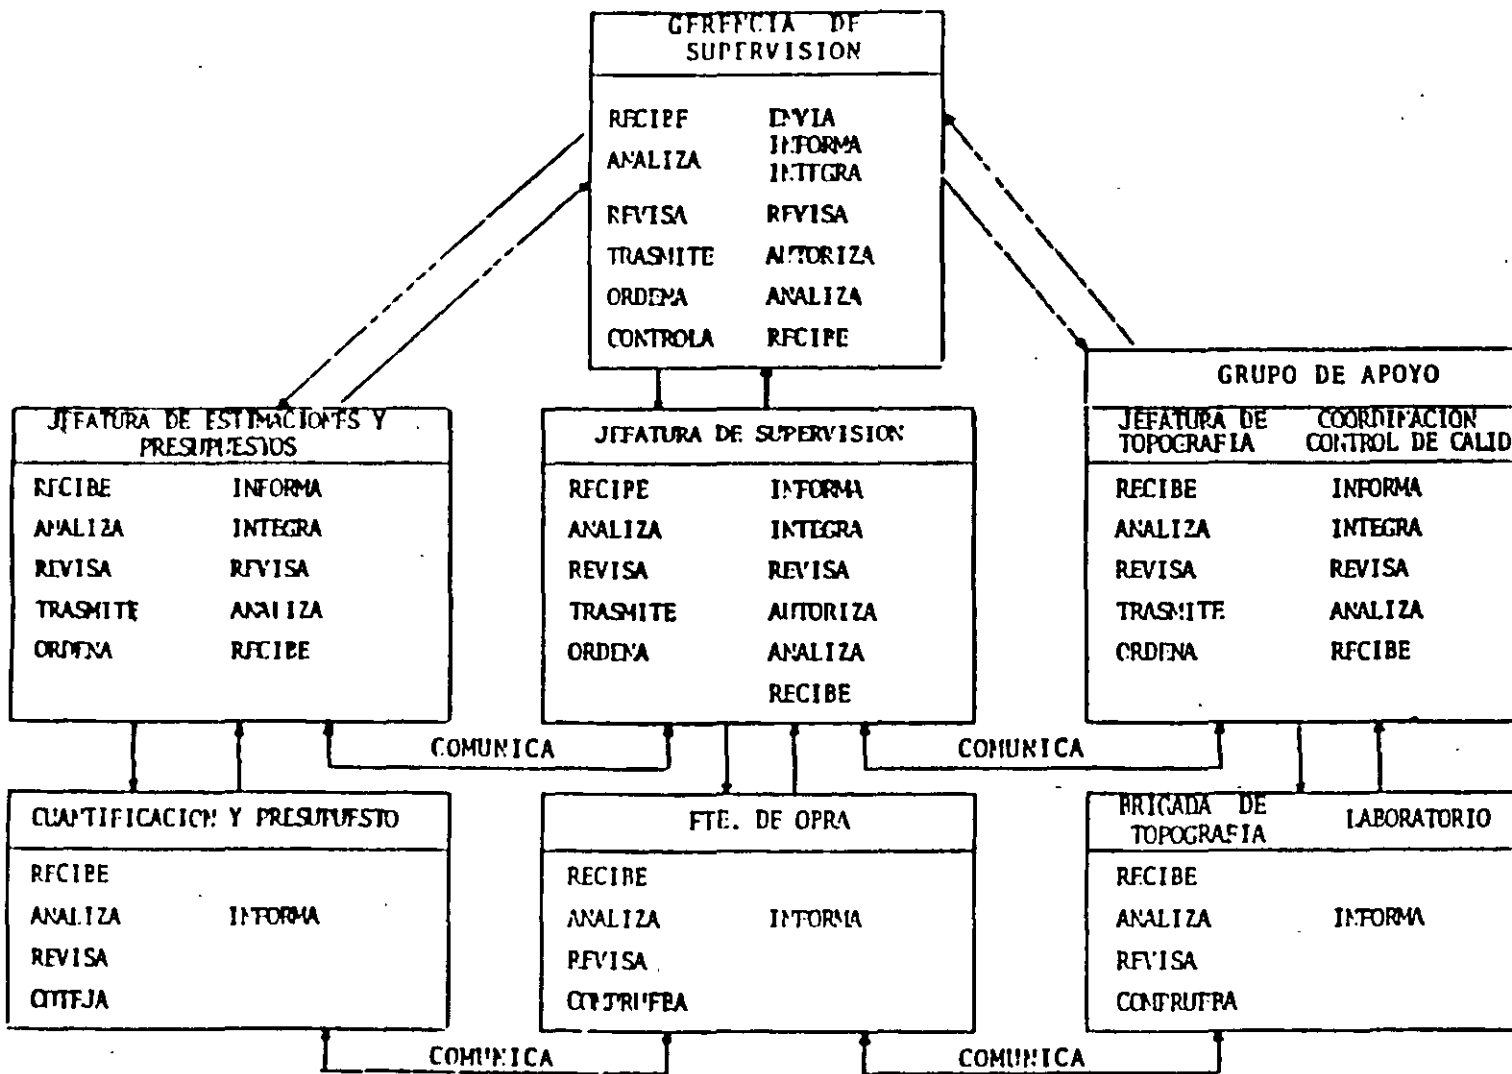 GERENCIA DE
SUPERVISION
RECIBE ENVIA
ANALIZA INFORMA
INTEGRA
REVISA REVISA
TRASMITE AUTORIZA
ORDENA ANALIZA
CONTROLA RECIBE
JEFATURA DE ESTIMACIONES Y
PRESUPUESTOS
RECIBE INFORMA
ANALIZA INTEGRA
REVISA REVISA
TRASMITE ANALIZA
ORDENA RECIBE
JEFATURA DE SUPERVISION
RECIBE INFORMA
ANALIZA INTEGRA
REVISA REVISA
TRASMITE AUTORIZA
ORDENA ANALIZA
RECIBE
GRUPO DE APOYO
JEFATURA DE
TOPOGRAFIA
COORDINACION
CONTROL DE CALID
RECIBE INFORMA
ANALIZA INTEGRA
REVISA REVISA
TRASMITE ANALIZA
ORDENA RECIBE
COMUNICA
COMUNICA
CUANTIFICACION Y PRESUPUESTO
RECIBE
ANALIZA INFORMA
REVISA
COTEJA
FTE. DE OBRA
RECIBE
ANALIZA INFORMA
REVISA
COMPRUEBA
BRIGADA DE
TOPOGRAFIA
LABORATORIO
RECIBE
ANALIZA INFORMA
REVISA
COMPRUEBA
COMUNICA
COMUNICA